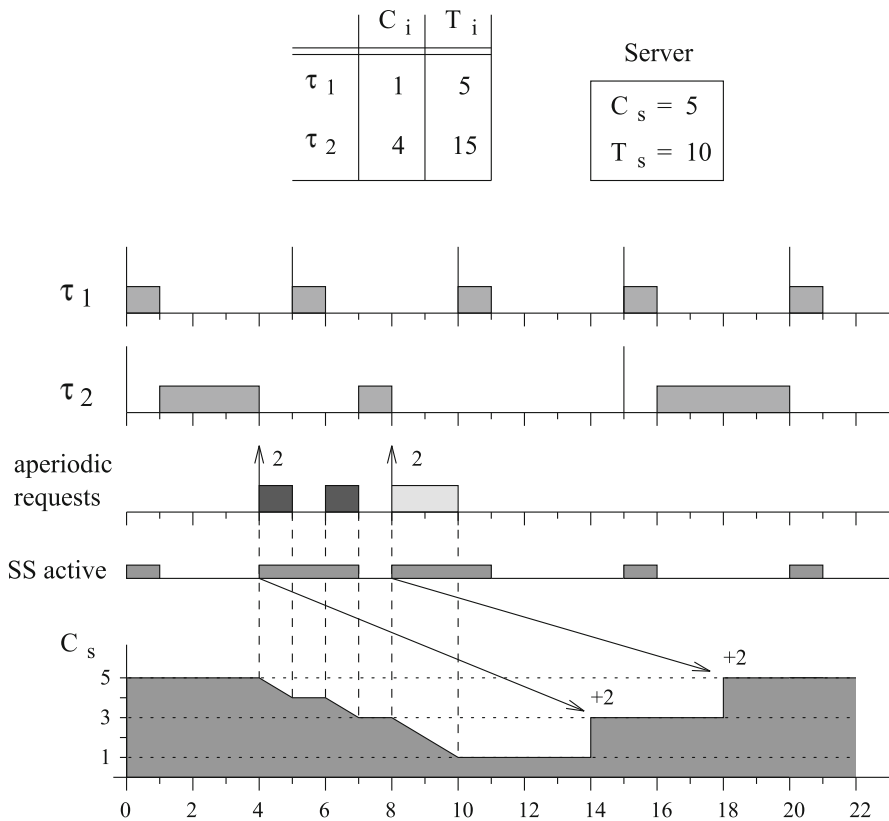 C i T i
τ 1 1 5
τ 2 4 15
Server
C s = 5
T s = 10
τ 1
τ 2
aperiodic
requests
2
2
SS active
C s
5
3
1
+2
+2
0 2 4 6 8 10 12 14 16 18 20 22